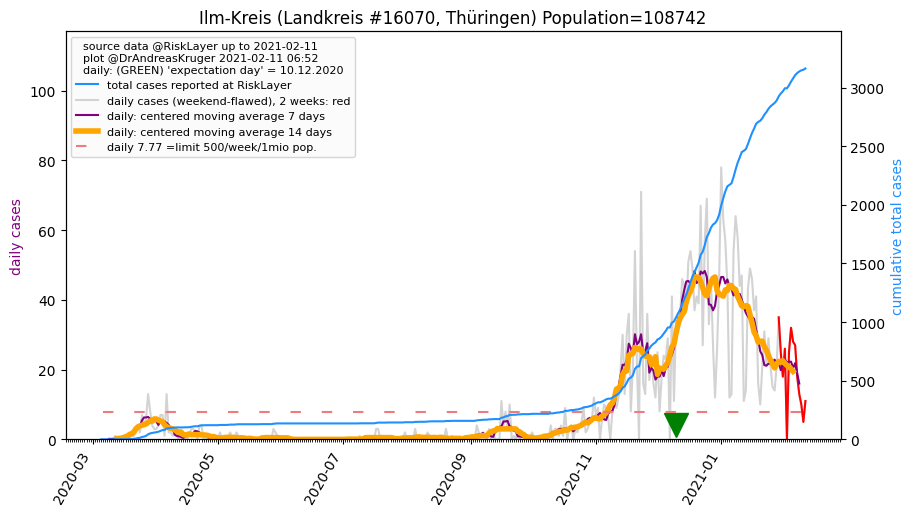 Ilm-Kreis (Landkreis #16070, Thüringen) Population=108742
source data @RiskLayer up to 2021-02-11
plot @DrAndreasKruger 2021-02-11 06:52
daily: (GREEN) 'expectation day' = 10.12.2020
total cases reported at RiskLayer
daily cases (weekend-flawed), 2 weeks: red
daily: centered moving average 7 days
daily: centered moving average 14 days
daily 7.77 =limit 500/week/1mio pop.
daily cases
100
80
60
40
20
0
cumulative total cases
3000
2500
2000
1500
1000
500
0
2020-03
2020-05
2020-07
2020-09
2020-11
2021-01